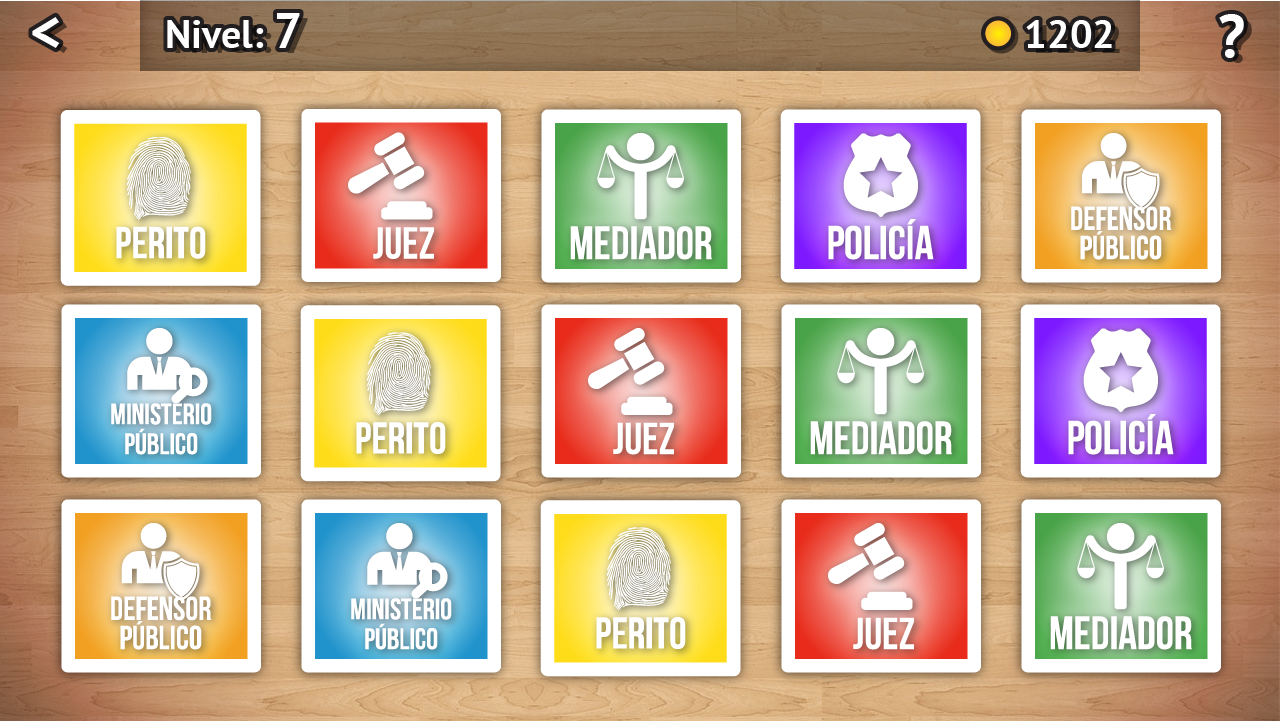 <
Nivel: 7
1202
?
PERITO
JUEZ
MEDIADOR
POLICÍA
DEFENSOR
PÚBLICO
MINISTERIO
PÚBLICO
PERITO
JUEZ
MEDIADOR
POLICÍA
DEFENSOR
PÚBLICO
MINISTERIO
PÚBLICO
PERITO
JUEZ
MEDIADOR